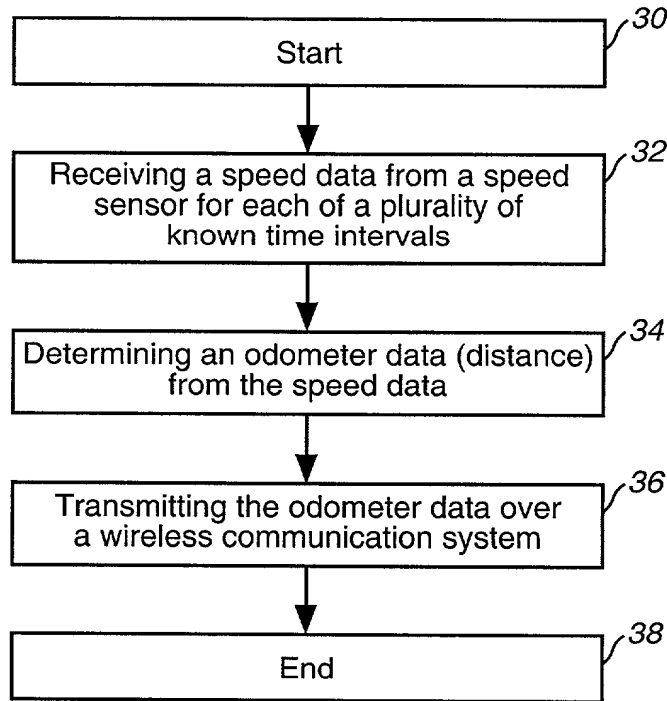 30
Start
32
Receiving a speed data from a speed
sensor for each of a plurality of
known time intervals
34
Determining an odometer data (distance)
from the speed data
36
Transmitting the odometer data over
a wireless communication system
38
End